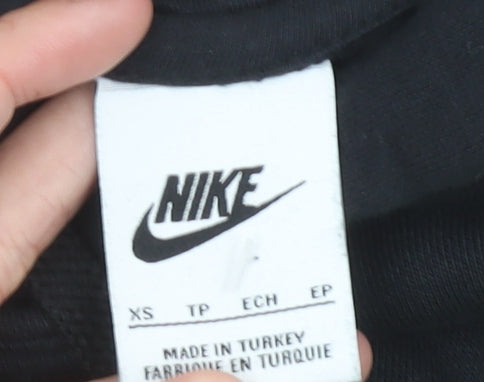 NIKE
XS TP ECH EP
MADE IN TURKEY
FABRIQUE EN TURQUIE